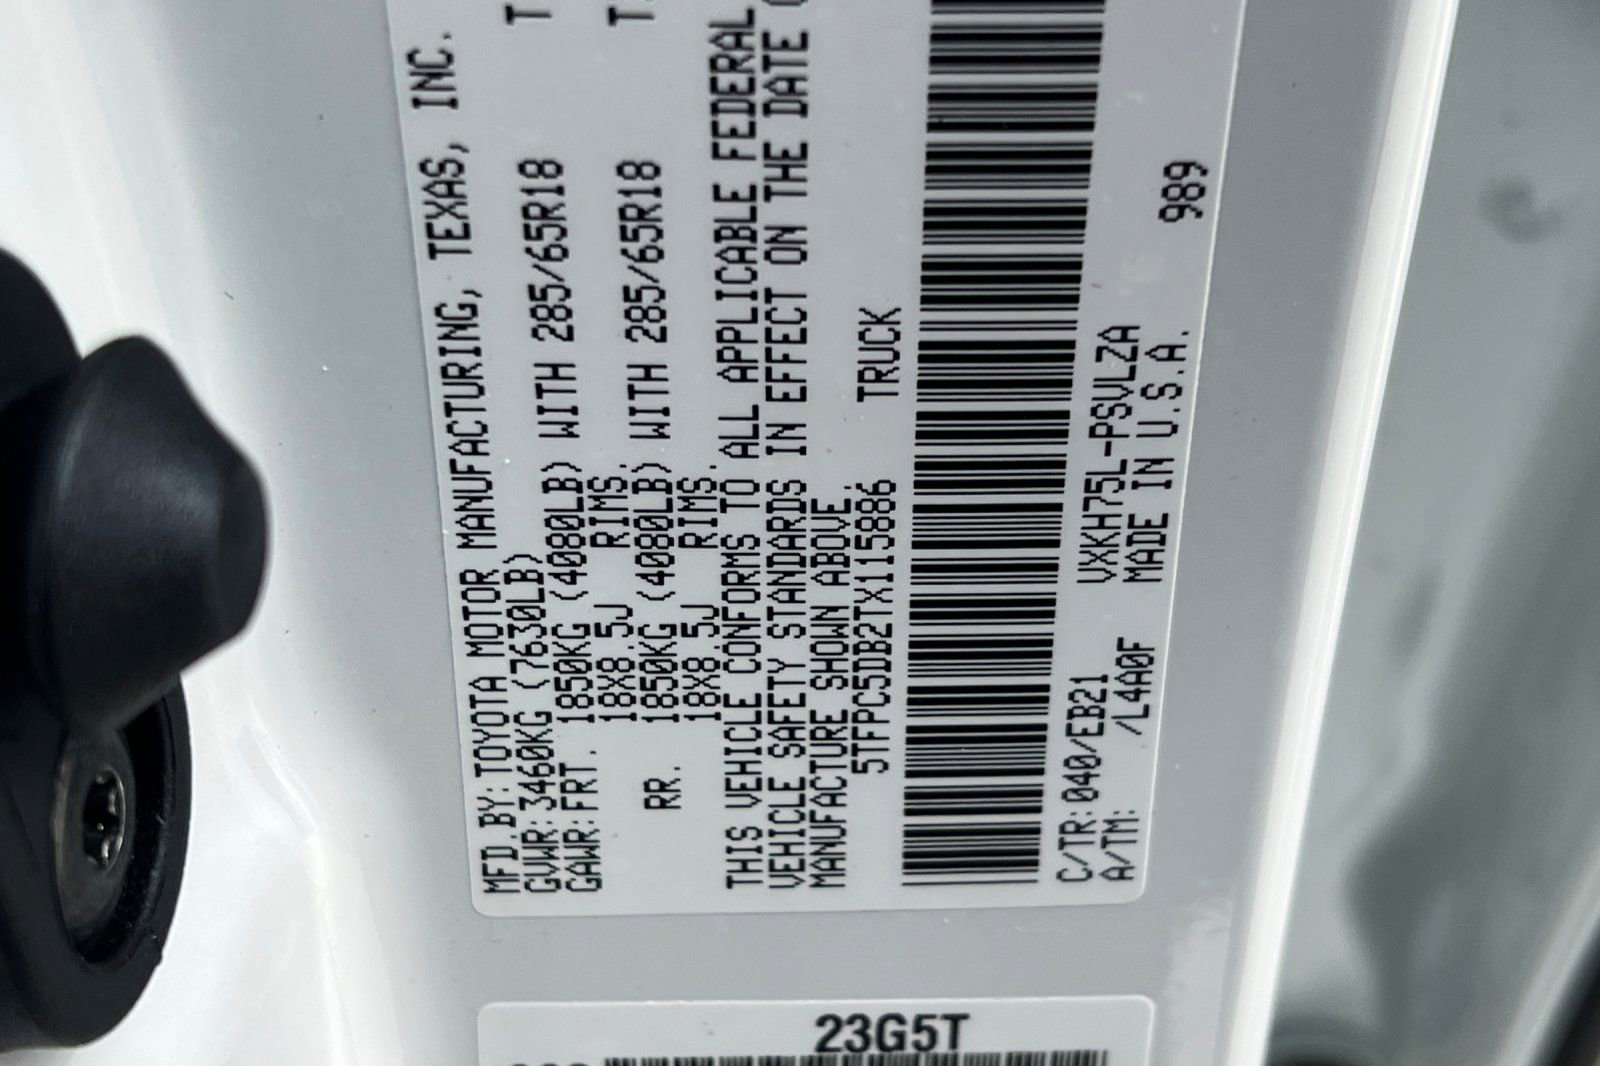 MFD.BY:TOYOTA MOTOR MANUFACTURING, TEXAS, INC.
GVWR:3460KG (7630LB)
GAWR:FRT. 1850KG (4080LB) WITH 285/65R18 T
18X8.5J RIMS.
RR. 1850KG (4080LB) WITH 285/65R18 T
18X8.5J RIMS.
THIS VEHICLE CONFORMS TO ALL APPLICABLE FEDERAL
VEHICLE SAFETY STANDARDS IN EFFECT ON THE DATE
MANUFACTURE SHOWN ABOVE.
5TFPC5DB2TX115886 TRUCK
C/TR:040/EB21 VXKH75L-PSVLZA 989
A/TM: /L4A0F MADE IN U.S.A.
23G5T